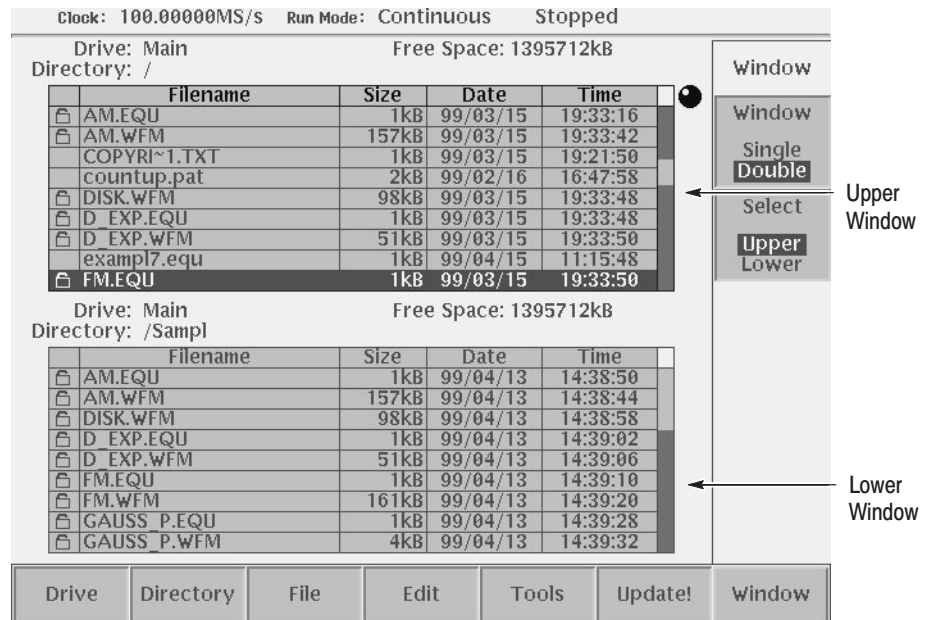 Clock: 100.00000MS/s Run Mode: Continuous Stopped
Drive: Main Free Space: 1395712kB
Directory: /
Filename Size Date Time
AM.EQU 1kB 99/03/15 19:33:16
AM.WFM 157kB 99/03/15 19:33:42
COPYRI~1.TXT 1kB 99/03/15 19:21:50
countup.pat 2kB 99/02/16 16:47:58
DISK.WFM 98kB 99/03/15 19:33:48
D_EXP.EQU 1kB 99/03/15 19:33:48
D_EXP.WFM 51kB 99/03/15 19:33:50
exampl7.equ 1kB 99/04/15 11:15:48
FM.EQU 1kB 99/03/15 19:33:50
Drive: Main Free Space: 1395712kB
Directory: /Sampl
Filename Size Date Time
AM.EQU 1kB 99/04/13 14:38:50
AM.WFM 157kB 99/04/13 14:38:44
DISK.WFM 98kB 99/04/13 14:38:58
D_EXP.EQU 1kB 99/04/13 14:39:02
D_EXP.WFM 51kB 99/04/13 14:39:06
FM.EQU 1kB 99/04/13 14:39:10
FM.WFM 161kB 99/04/13 14:39:20
GAUSS_P.EQU 1kB 99/04/13 14:39:28
GAUSS_P.WFM 4kB 99/04/13 14:39:32
Window
Window
Single
Double
Select
Upper
Lower
Upper
Window
Lower
Window
Drive Directory File Edit Tools Update! Window